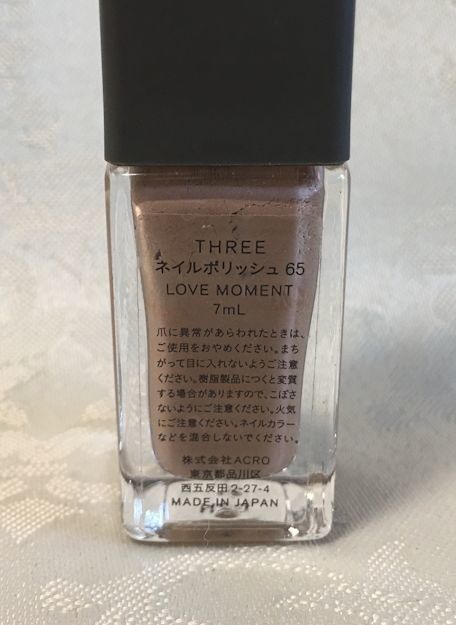 THREE
ネイルポリッシュ 65
LOVE MOMENT
7mL
爪に異常があらわれたときは、
ご使用をおやめください。まち
がって目に入れないようご注意
ください。樹脂製品につくと変質
する場合がありますので、こぼさ
ないようにご注意ください。火気
にご注意ください。ネイルカラー
などを混合しないでください。
株式会社ACRO
東京都品川区
西五反田2-27-4
MADE IN JAPAN